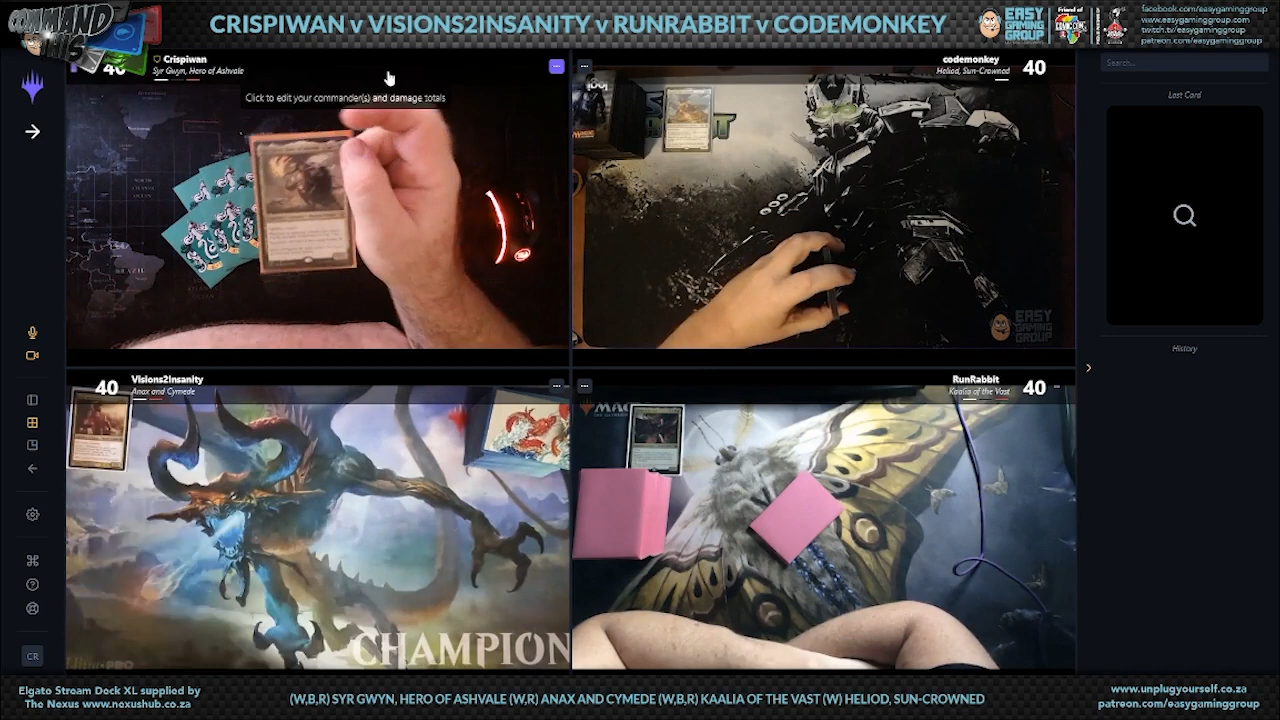 COMMAND THIS
CRISPIWAN v VISIONS2INSANITY v RUNRABBIT v CODEMONKEY
EASY GAMING GROUP
Friend of
COMIC CON
facebook.com/easygaminggroup
www.easygaminggroup.com
twitch.tv/easygaminggroup
patreon.com/easygaminggroup
40
Crispiwan
Syr Gwyn, Hero of Ashvale
Click to edit your commander(s) and damage totals
codemonkey
Heliod, Sun-Crowned
40
Search...
Last Card
History
BRAZIL
EASY GAMING GROUP
40
Visions2Insanity
Anax and Cymede
CHAMPION
RunRabbit
Kaalia of the Vast
40
CR
Elgato Stream Deck XL supplied by
The Nexus www.nexushub.co.za
(W,B,R) SYR GWYN, HERO OF ASHVALE (W,R) ANAX AND CYMEDE (W,B,R) KAALIA OF THE VAST (W) HELIOD, SUN-CROWNED
www.unplugyourself.co.za
patreon.com/easygaminggroup